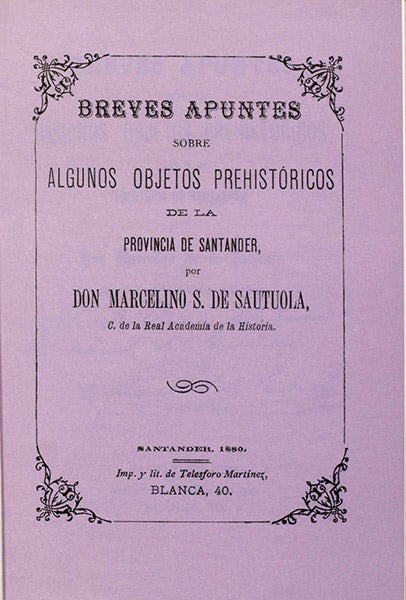 BREVES APUNTES
SOBRE
ALGUNOS OBJETOS PREHISTÓRICOS
DE LA
PROVINCIA DE SANTANDER,
por
DON MARCELINO S. DE SAUTUOLA,
C. de la Real Academia de la Historia.
SANTANDER, 1880.
Imp. y lit. de Telesforo Martinez,
BLANCA, 40.